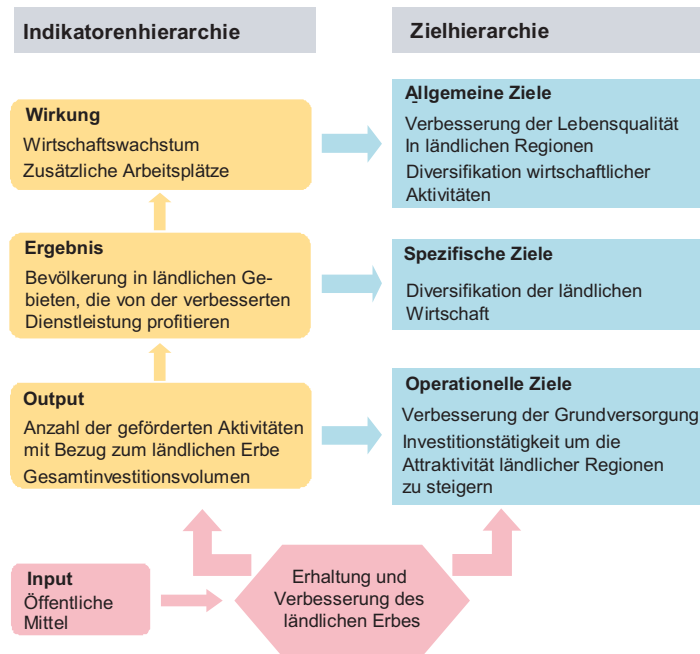 Indikatorenhierarchie
Zielhierarchie
Wirkung
Wirtschaftswachstum
Zusätzliche Arbeitsplätze
Allgemeine Ziele
Verbesserung der Lebensqualität
In ländlichen Regionen
Diversifikation wirtschaftlicher
Aktivitäten
Ergebnis
Bevölkerung in ländlichen Ge-
bieten, die von der verbesserten
Dienstleistung profitieren
Spezifische Ziele
Diversifikation der ländlichen
Wirtschaft
Output
Anzahl der geförderten Aktivitäten
mit Bezug zum ländlichen Erbe
Gesamtinvestitionsvolumen
Operationelle Ziele
Verbesserung der Grundversorgung
Investitionstätigkeit um die
Attraktivität ländlicher Regionen
zu steigern
Input
Öffentliche
Mittel
Erhaltung und
Verbesserung des
ländlichen Erbes